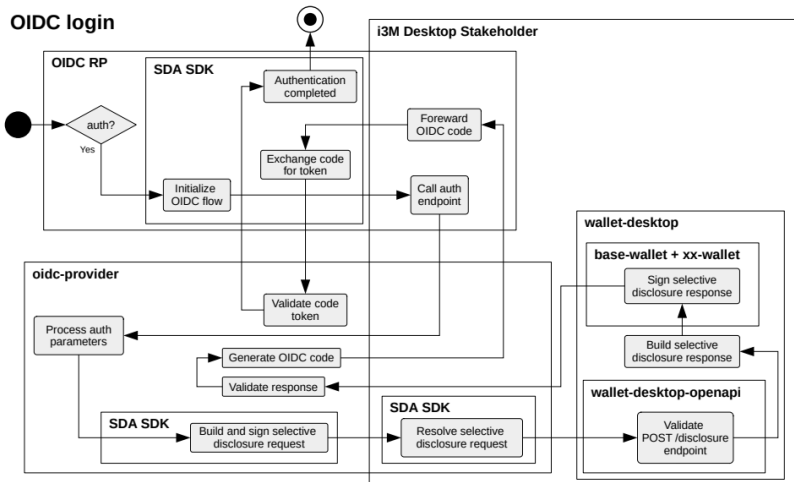 OIDC login
i3M Desktop Stakeholder
OIDC RP
SDA SDK
Authentication
completed
auth?
Yes
Foreward
OIDC code
Exchange code
for token
Initialize
OIDC flow
Call auth
endpoint
wallet-desktop
base-wallet + xx-wallet
oidc-provider
Sign selective
disclosure response
Validate code
token
Process auth
parameters
Build selective
disclosure response
Generate OIDC code
Validate response
wallet-desktop-openapi
SDA SDK
SDA SDK
Build and sign selective
disclosure request
Resolve selective
disclosure request
Validate
POST /disclosure
endpoint